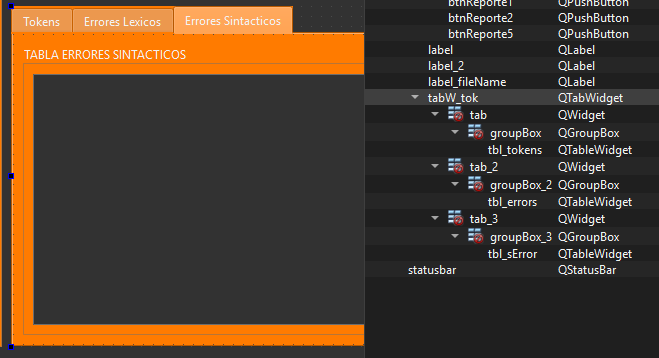 Tokens Errores Lexicos Errores Sintacticos
TABLA ERRORES SINTACTICOS
btnReporte1 QPushButton
btnReporte2 QPushButton
btnReporte5 QPushButton
label QLabel
label_2 QLabel
label_fileName QLabel
tabW_tok QTabWidget
tab QWidget
groupBox QGroupBox
tbl_tokens QTableWidget
tab_2 QWidget
groupBox_2 QGroupBox
tbl_errors QTableWidget
tab_3 QWidget
groupBox_3 QGroupBox
tbl_sError QTableWidget
statusbar QStatusBar